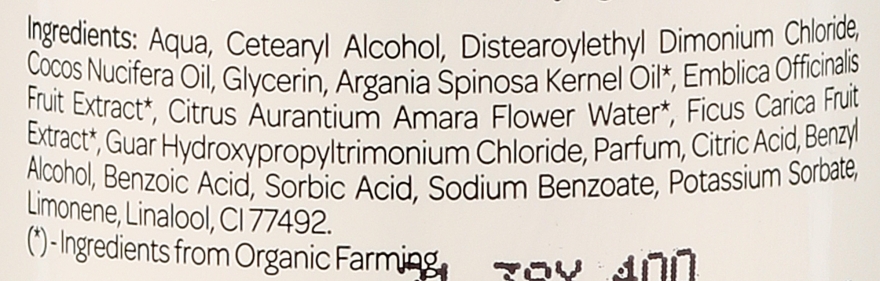 Ingredients: Aqua, Cetearyl Alcohol, Distearoylethyl Dimonium Chloride,
Cocos Nucifera Oil, Glycerin, Argania Spinosa Kernel Oil*, Emblica Officinalis
Fruit Extract*, Citrus Aurantium Amara Flower Water*, Ficus Carica Fruit
Extract*, Guar Hydroxypropyltrimonium Chloride, Parfum, Citric Acid, Benzyl
Alcohol, Benzoic Acid, Sorbic Acid, Sodium Benzoate, Potassium Sorbate,
Limonene, Linalool, CI 77492.
(*) - Ingredients from Organic Farming